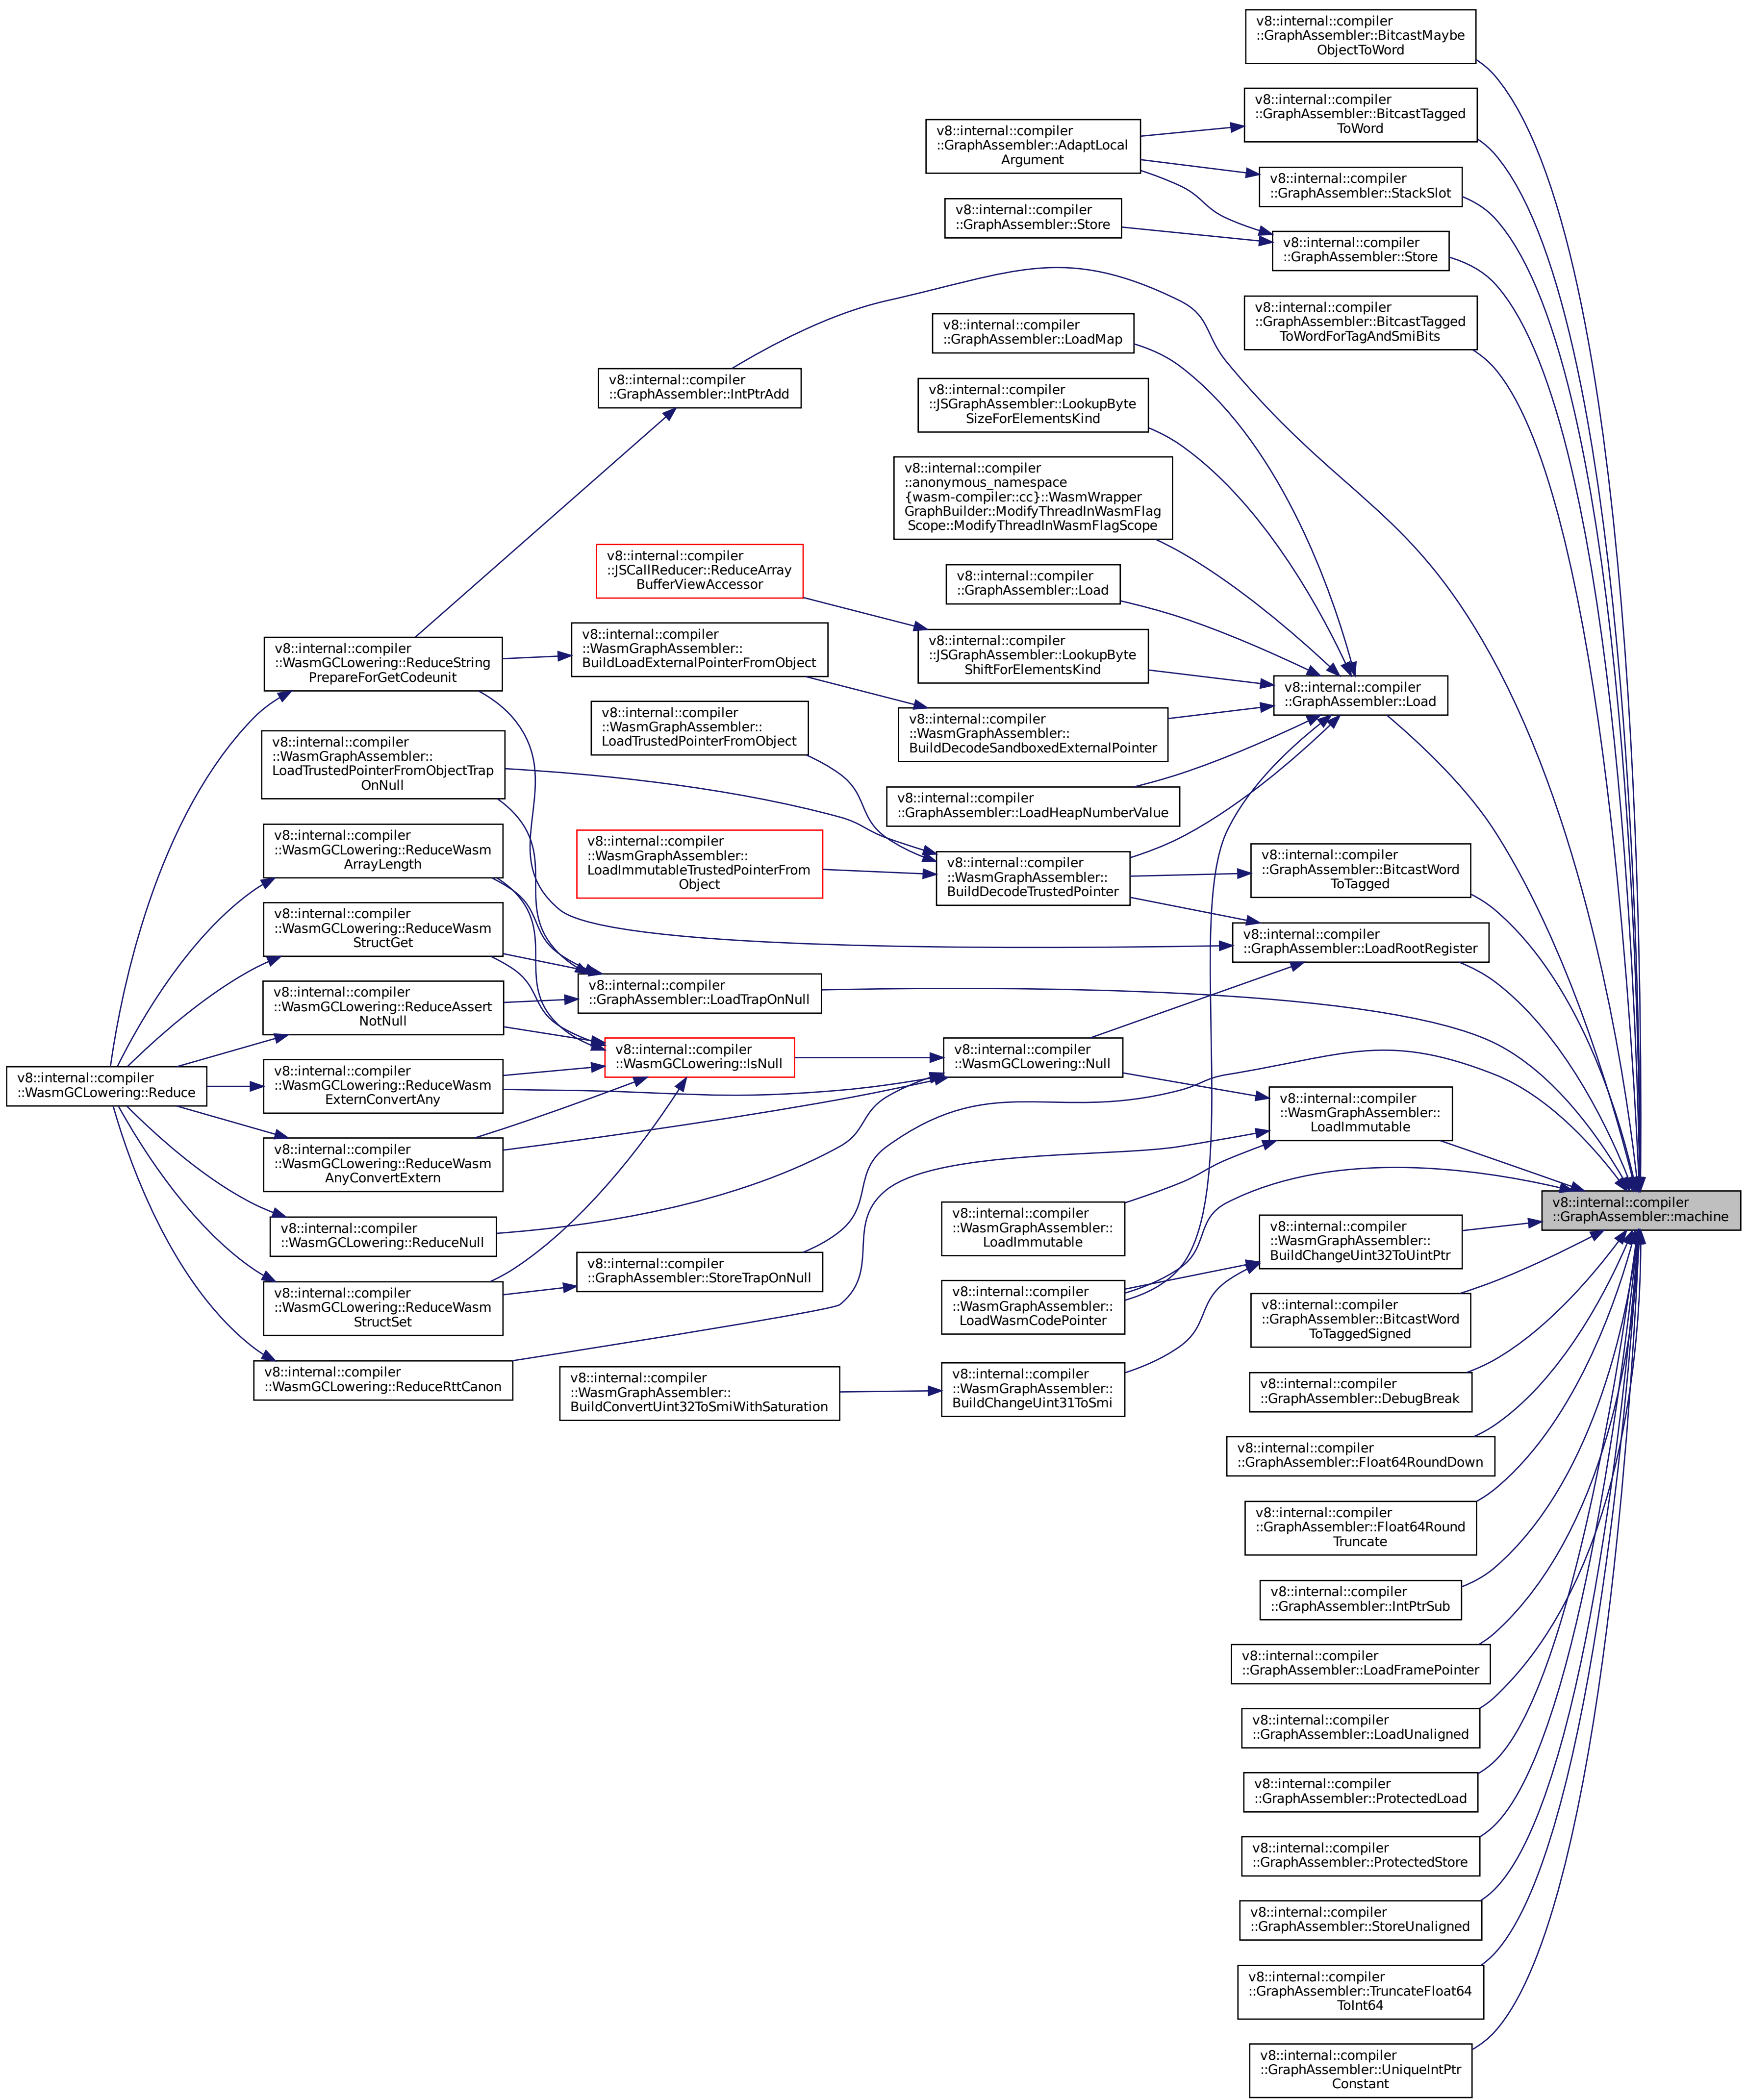 v8::internal::compiler
::GraphAssembler::BitcastMaybe
ObjectToWord
v8::internal::compiler
::GraphAssembler::BitcastTagged
ToWord
v8::internal::compiler
::GraphAssembler::AdaptLocal
Argument
v8::internal::compiler
::GraphAssembler::StackSlot
v8::internal::compiler
::GraphAssembler::Store
v8::internal::compiler
::GraphAssembler::Store
v8::internal::compiler
::GraphAssembler::BitcastTagged
ToWordForTagAndSmiBits
v8::internal::compiler
::GraphAssembler::LoadMap
v8::internal::compiler
::GraphAssembler::IntPtrAdd
v8::internal::compiler
::JSGraphAssembler::LookupByte
SizeForElementsKind
v8::internal::compiler
::anonymous_namespace
{wasm-compiler::cc}::WasmWrapper
GraphBuilder::ModifyThreadInWasmFlag
Scope::ModifyThreadInWasmFlagScope
v8::internal::compiler
::JSCallReducer::ReduceArray
BufferViewAccessor
v8::internal::compiler
::GraphAssembler::Load
v8::internal::compiler
::WasmGCLowering::ReduceString
PrepareForGetCodeunit
v8::internal::compiler
::WasmGraphAssembler::
BuildLoadExternalPointerFromObject
v8::internal::compiler
::JSGraphAssembler::LookupByte
ShiftForElementsKind
v8::internal::compiler
::GraphAssembler::Load
v8::internal::compiler
::WasmGraphAssembler::
LoadTrustedPointerFromObject
v8::internal::compiler
::WasmGraphAssembler::
BuildDecodeSandboxedExternalPointer
v8::internal::compiler
::WasmGraphAssembler::
LoadTrustedPointerFromObjectTrap
OnNull
v8::internal::compiler
::GraphAssembler::LoadHeapNumberValue
v8::internal::compiler
::WasmGCLowering::ReduceWasm
ArrayLength
v8::internal::compiler
::WasmGraphAssembler::
LoadImmutableTrustedPointerFrom
Object
v8::internal::compiler
::WasmGraphAssembler::
BuildDecodeTrustedPointer
v8::internal::compiler
::GraphAssembler::BitcastWord
ToTagged
v8::internal::compiler
::WasmGCLowering::ReduceWasm
StructGet
v8::internal::compiler
::GraphAssembler::LoadRootRegister
v8::internal::compiler
::WasmGCLowering::ReduceAssert
NotNull
v8::internal::compiler
::GraphAssembler::LoadTrapOnNull
v8::internal::compiler
::WasmGCLowering::Reduce
v8::internal::compiler
::WasmGCLowering::ReduceWasm
ExternConvertAny
v8::internal::compiler
::WasmGCLowering::IsNull
v8::internal::compiler
::WasmGCLowering::Null
v8::internal::compiler
::WasmGraphAssembler::
LoadImmutable
v8::internal::compiler
::WasmGCLowering::ReduceWasm
AnyConvertExtern
v8::internal::compiler
::GraphAssembler::machine
v8::internal::compiler
::WasmGCLowering::ReduceNull
v8::internal::compiler
::WasmGraphAssembler::
LoadImmutable
v8::internal::compiler
::WasmGraphAssembler::
BuildChangeUint32ToUintPtr
v8::internal::compiler
::GraphAssembler::StoreTrapOnNull
v8::internal::compiler
::WasmGCLowering::ReduceWasm
StructSet
v8::internal::compiler
::WasmGraphAssembler::
LoadWasmCodePointer
v8::internal::compiler
::GraphAssembler::BitcastWord
ToTaggedSigned
v8::internal::compiler
::WasmGCLowering::ReduceRttCanon
v8::internal::compiler
::WasmGraphAssembler::
BuildConvertUint32ToSmiWithSaturation
v8::internal::compiler
::WasmGraphAssembler::
BuildChangeUint31ToSmi
v8::internal::compiler
::GraphAssembler::DebugBreak
v8::internal::compiler
::GraphAssembler::Float64RoundDown
v8::internal::compiler
::GraphAssembler::Float64Round
Truncate
v8::internal::compiler
::GraphAssembler::IntPtrSub
v8::internal::compiler
::GraphAssembler::LoadFramePointer
v8::internal::compiler
::GraphAssembler::LoadUnaligned
v8::internal::compiler
::GraphAssembler::ProtectedLoad
v8::internal::compiler
::GraphAssembler::ProtectedStore
v8::internal::compiler
::GraphAssembler::StoreUnaligned
v8::internal::compiler
::GraphAssembler::TruncateFloat64
ToInt64
v8::internal::compiler
::GraphAssembler::UniqueIntPtr
Constant